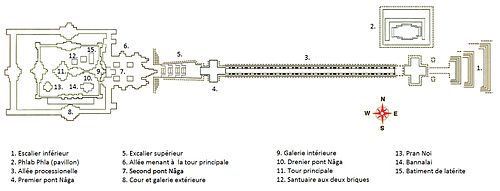 2.
6.
15.
12.
5.
3.
1.
11.
9.
7.
10.
13.
14.
4.
8.
N
W
E
S
1. Escalier inférieur
2. Phlab Phla (pavillon)
3. Allée processionelle
4. Premier pont Nâga
5. Excalier supérieur
6. Allée menant à la tour principale
7. Second pont Nâga
8. Cour et galerie extérieure
9. Galerie intérieure
10. Drenier pont Nâga
11. Tour principale
12. Santuaire aux deux briques
13. Pran Noi
14. Bannalai
15. Batiment de latérite